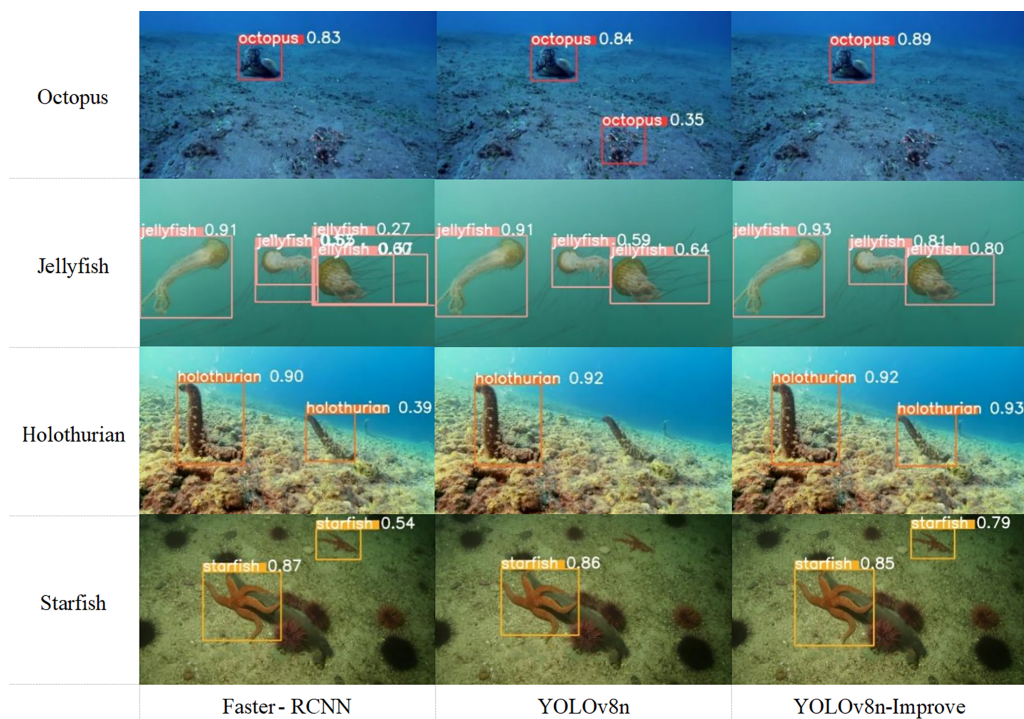 Octopus
octopus 0.83
octopus 0.84
octopus 0.35
octopus 0.89
Jellyfish
jellyfish 0.91
jellyfish
jellyfish 0.27
jellyfish
jellyfish 0.91
jellyfish 0.59
jellyfish 0.64
jellyfish 0.93
jellyfish 0.81
jellyfish 0.80
Holothurian
holothurian 0.90
holothurian 0.39
holothurian 0.92
holothurian 0.92
holothurian 0.93
Starfish
starfish 0.54
starfish 0.87
starfish 0.86
starfish 0.79
starfish 0.85
Faster - RCNN
YOLOv8n
YOLOv8n-Improve